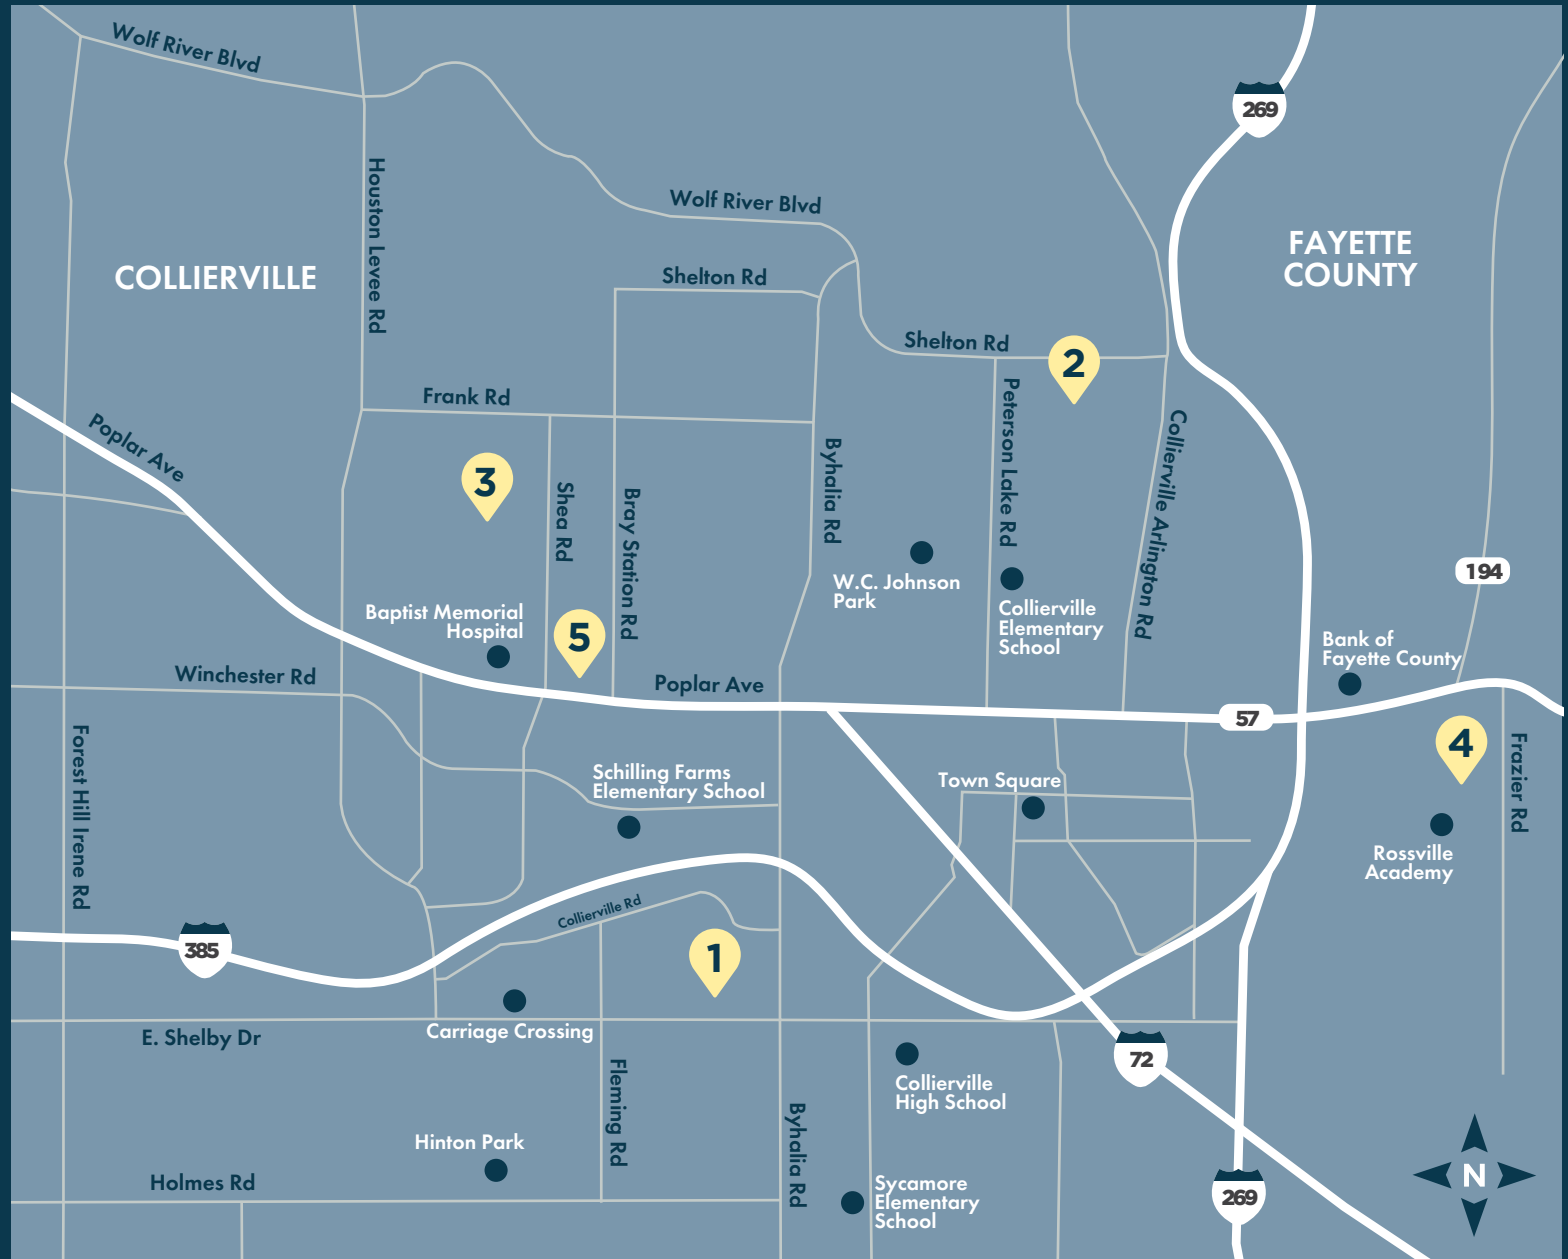 Wolf River Blvd
269
Houston Levee Rd
Wolf River Blvd
FAYETTE
COUNTY
COLLIERVILLE
Shelton Rd
Shelton Rd
2
Frank Rd
Peterson Lake Rd
Collierville Arlington Rd
Poplar Ave
Byhalia Rd
3
Shea Rd
Bray Station Rd
W.C. Johnson
Park
194
Collierville
Elementary
School
Baptist Memorial
Hospital
5
Bank of
Fayette County
Winchester Rd
Poplar Ave
57
4
Frazier Rd
Forest Hill Irene Rd
Schilling Farms
Elementary School
Town Square
Rossville
Academy
Collierville Rd
385
1
Carriage Crossing
E. Shelby Dr
72
Fleming Rd
Collierville
High School
Byhalia Rd
Hinton Park
Holmes Rd
Sycamore
Elementary
School
269
N